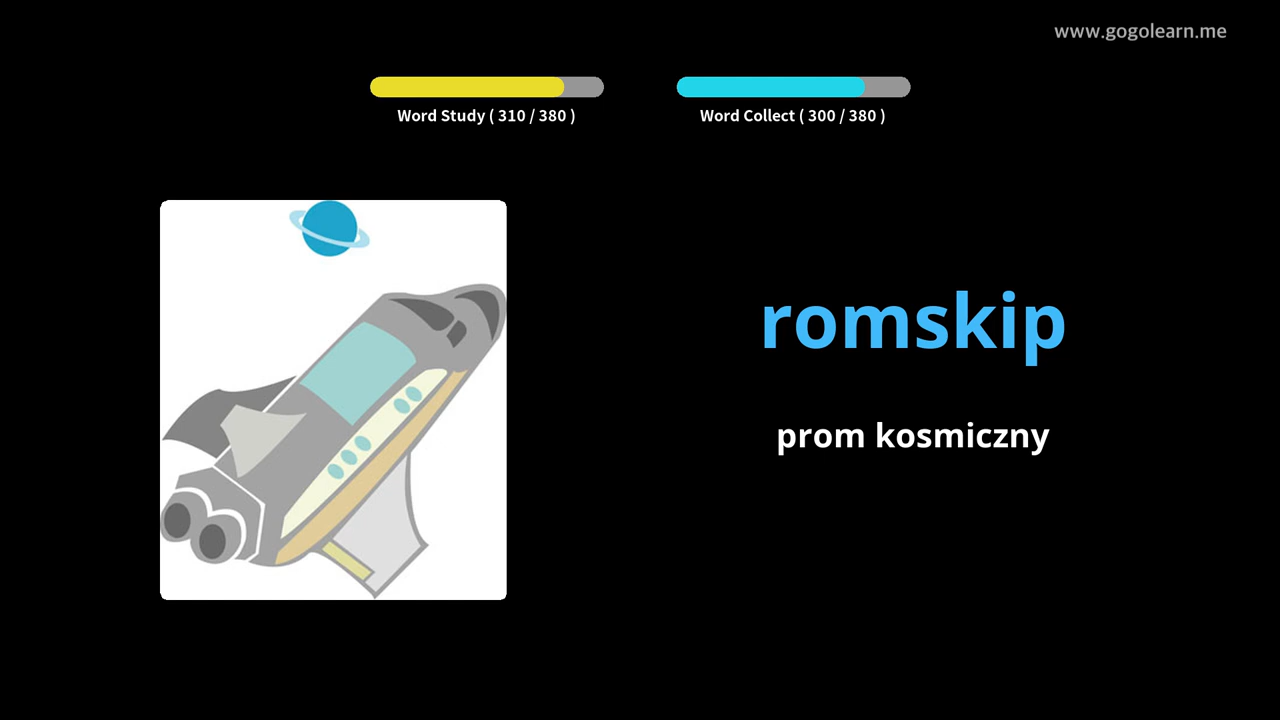 www.gogolearn.me
Word Study ( 310 / 380 )
Word Collect ( 300 / 380 )
romskip
prom kosmiczny